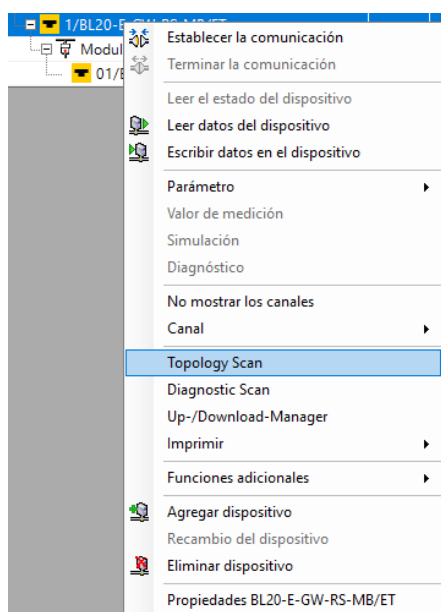 1/BL20-E-GW-RS-MB/ET
Modul
01/
Establecer la comunicación
Terminar la comunicación
Leer el estado del dispositivo
Leer datos del dispositivo
Escribir datos en el dispositivo
Parámetro
Valor de medición
Simulación
Diagnóstico
No mostrar los canales
Canal
Topology Scan
Diagnostic Scan
Up-/Download-Manager
Imprimir
Funciones adicionales
Agregar dispositivo
Recambio del dispositivo
Eliminar dispositivo
Propiedades BL20-E-GW-RS-MB/ET